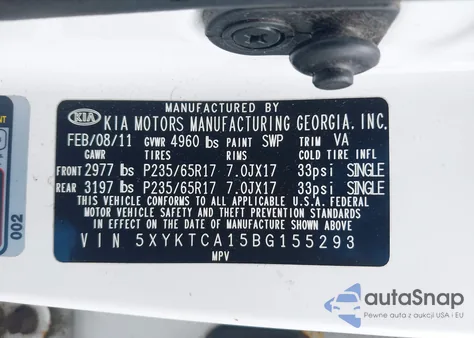 MANUFACTURED BY
KIA KIA MOTORS MANUFACTURING GEORGIA, INC.
FEB/08/11 GVWR 4960 lbs PAINT SWP TRIM VA
GAWR TIRES RIMS COLD TIRE INFL
FRONT 2977 lbs P235/65R17 7.0JX17 33psi SINGLE
REAR 3197 lbs P235/65R17 7.0JX17 33psi SINGLE
THIS VEHICLE CONFORMS TO ALL APPLICABLE U.S.A. FEDERAL
MOTOR VEHICLE SAFETY AND THEFT PREVENTION STANDARDS
IN EFFECT ON THE DATE OF MANUFACTURE SHOWN ABOVE.
VIN 5XYKTCA15BG155293
MPV
002
autoSnap
Pewne auta z aukcji USA i EU